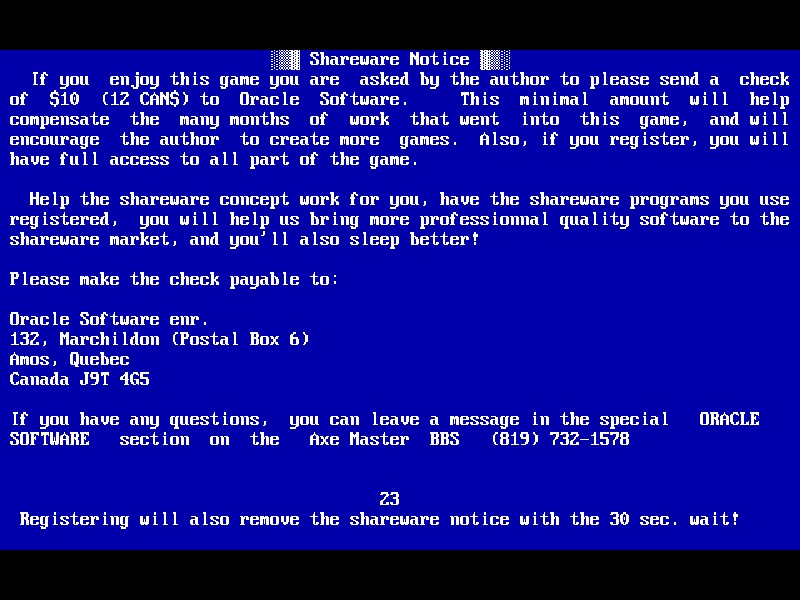 Shareware Notice
If you enjoy this game you are asked by the author to please send a check
of $10 (12 CAN$) to Oracle Software. This minimal amount will help
compensate the many months of work that went into this game, and will
encourage the author to create more games. Also, if you register, you will
have full access to all part of the game.
Help the shareware concept work for you, have the shareware programs you use
registered, you will help us bring more professionnal quality software to the
shareware market, and you'll also sleep better!
Please make the check payable to:
Oracle Software enr.
132, Marchildon (Postal Box 6)
Amos, Quebec
Canada J9T 4G5
If you have any questions, you can leave a message in the special ORACLE
SOFTWARE section on the Axe Master BBS (819) 732-1578
23
Registering will also remove the shareware notice with the 30 sec. wait!